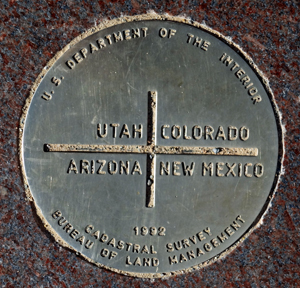 U.S. DEPARTMENT OF THE INTERIOR
UTAH COLORADO
ARIZONA NEW MEXICO
1992
CADASTRAL SURVEY
BUREAU OF LAND MANAGEMENT